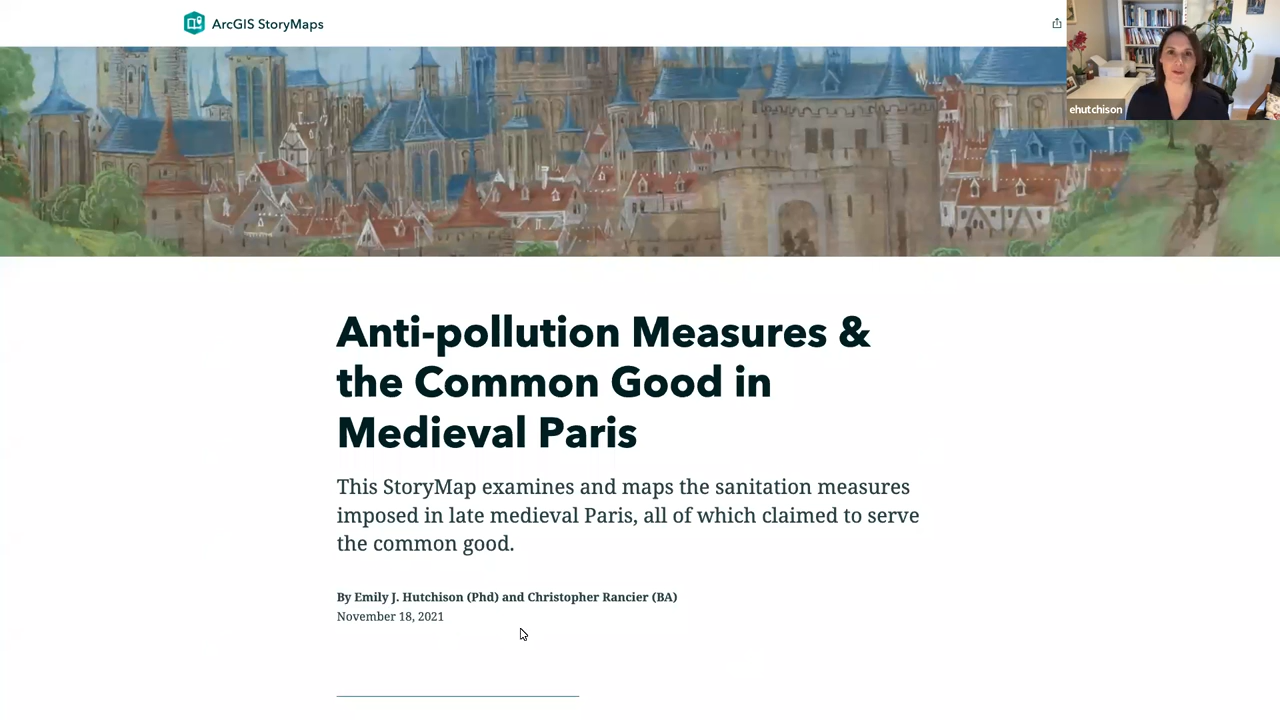 ArcGIS StoryMaps
ehutchison
Anti-pollution Measures &
the Common Good in
Medieval Paris
This StoryMap examines and maps the sanitation measures
imposed in late medieval Paris, all of which claimed to serve
the common good.
By Emily J. Hutchison (Phd) and Christopher Rancier (BA)
November 18, 2021